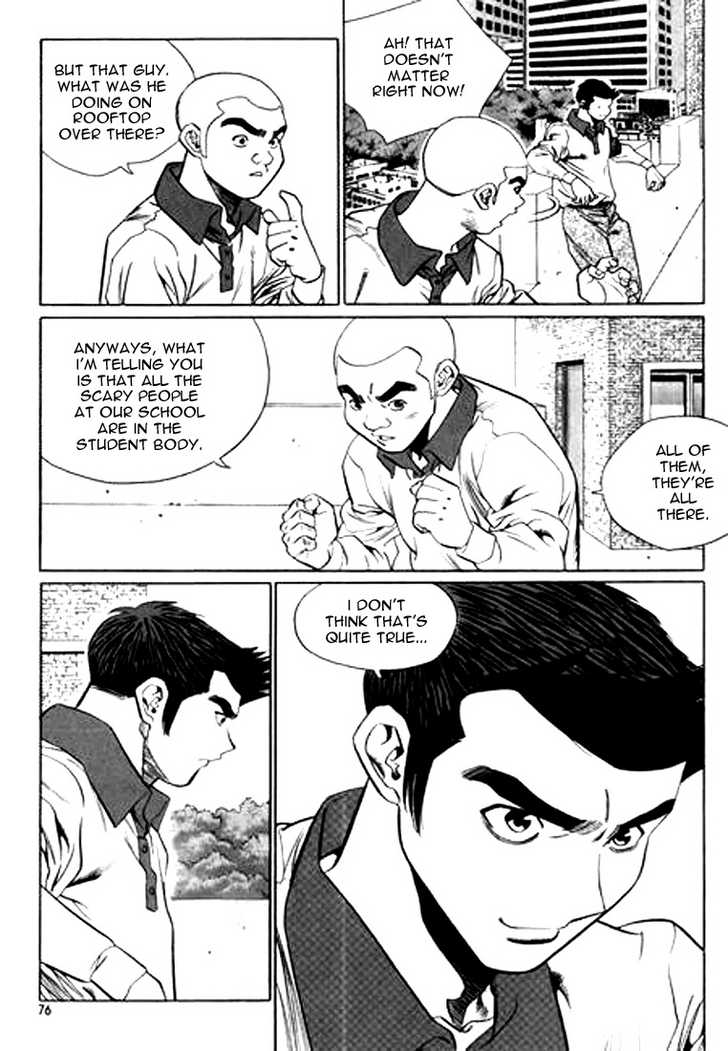 BUT THAT GUY.
WHAT WAS HE
DOING ON
ROOFTOP
OVER THERE?
AH! THAT
DOESN'T
MATTER
RIGHT NOW!
ANYWAYS, WHAT
I'M TELLING YOU
IS THAT ALL THE
SCARY PEOPLE
AT OUR SCHOOL
ARE IN THE
STUDENT BODY.
ALL OF
THEM,
THEY'RE
ALL
THERE.
I DON'T
THINK THAT'S
QUITE TRUE...
76